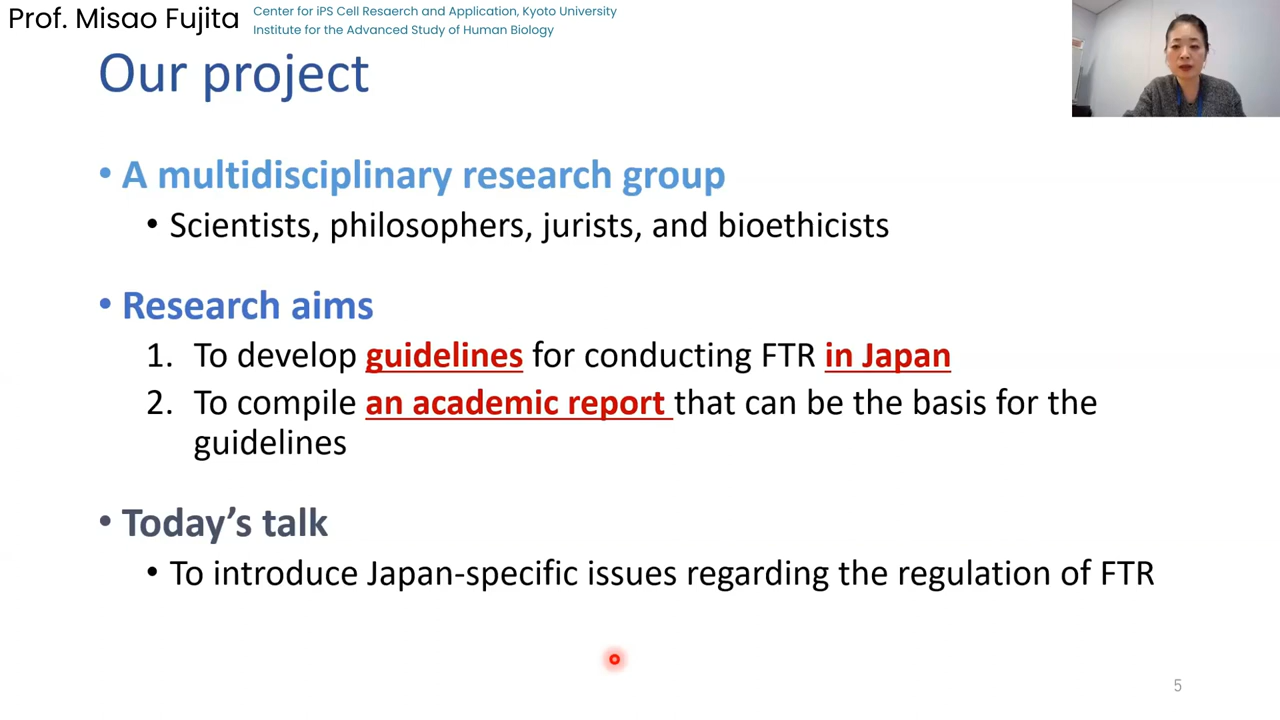 Prof. Misao Fujita
Center for iPS Cell Resaerch and Application, Kyoto University
Institute for the Advanced Study of Human Biology
Our project
• A multidisciplinary research group
• Scientists, philosophers, jurists, and bioethicists
• Research aims
1. To develop guidelines for conducting FTR in Japan
2. To compile an academic report that can be the basis for the
guidelines
• Today's talk
• To introduce Japan-specific issues regarding the regulation of FTR
5